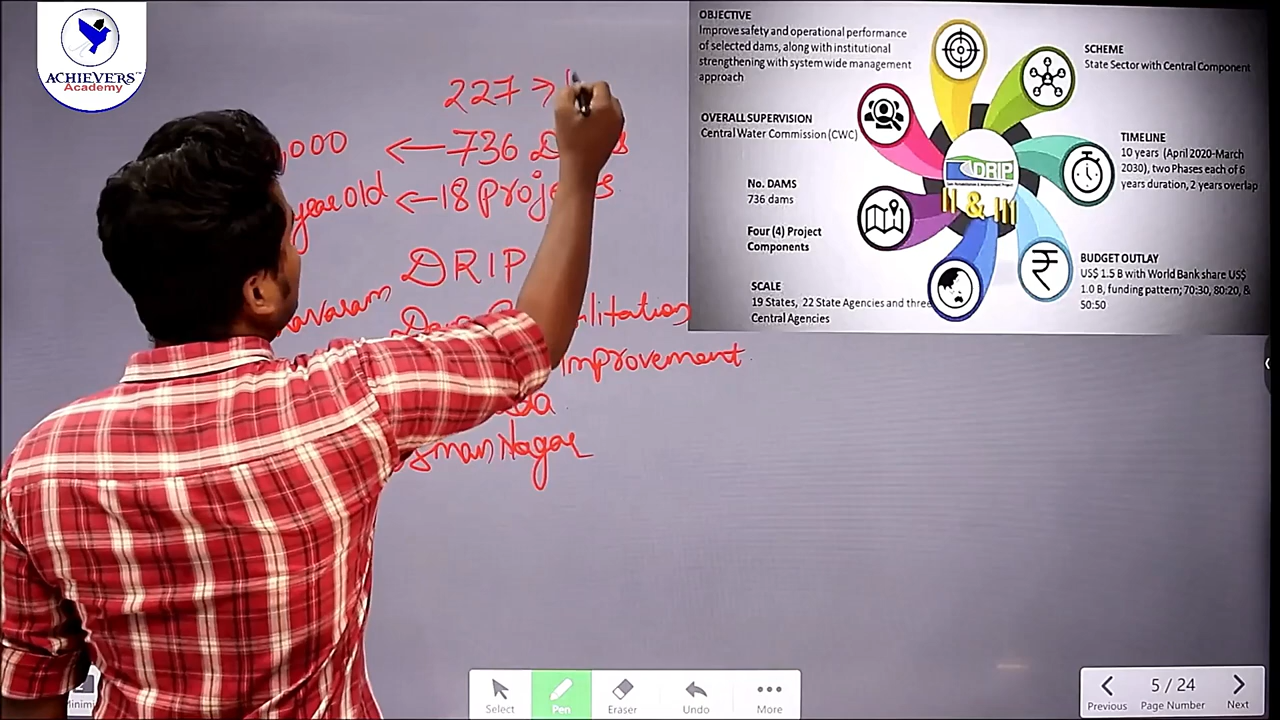 ACHIEVERS
Academy
227 →
,000 ← 736
year old ← 18 Projects
DRIP
Improvement
Nagar
OBJECTIVE
Improve safety and operational performance
of selected dams, along with institutional
strengthening with system wide management
approach
OVERALL SUPERVISION
Central Water Commission (CWC)
No. DAMS
736 dams
Four (4) Project
Components
SCALE
19 States, 22 State Agencies and three
Central Agencies
DRIP
II & III
SCHEME
State Sector with Central Component
TIMELINE
10 years (April 2020-March
2030), two Phases each of 6
years duration, 2 years overlap
BUDGET OUTLAY
US$ 1.5 B with World Bank share US$
1.0 B, funding pattern; 70:30, 80:20, &
50:50
Select
Pen
Eraser
Undo
More
Previous
5 / 24
Page Number
Next